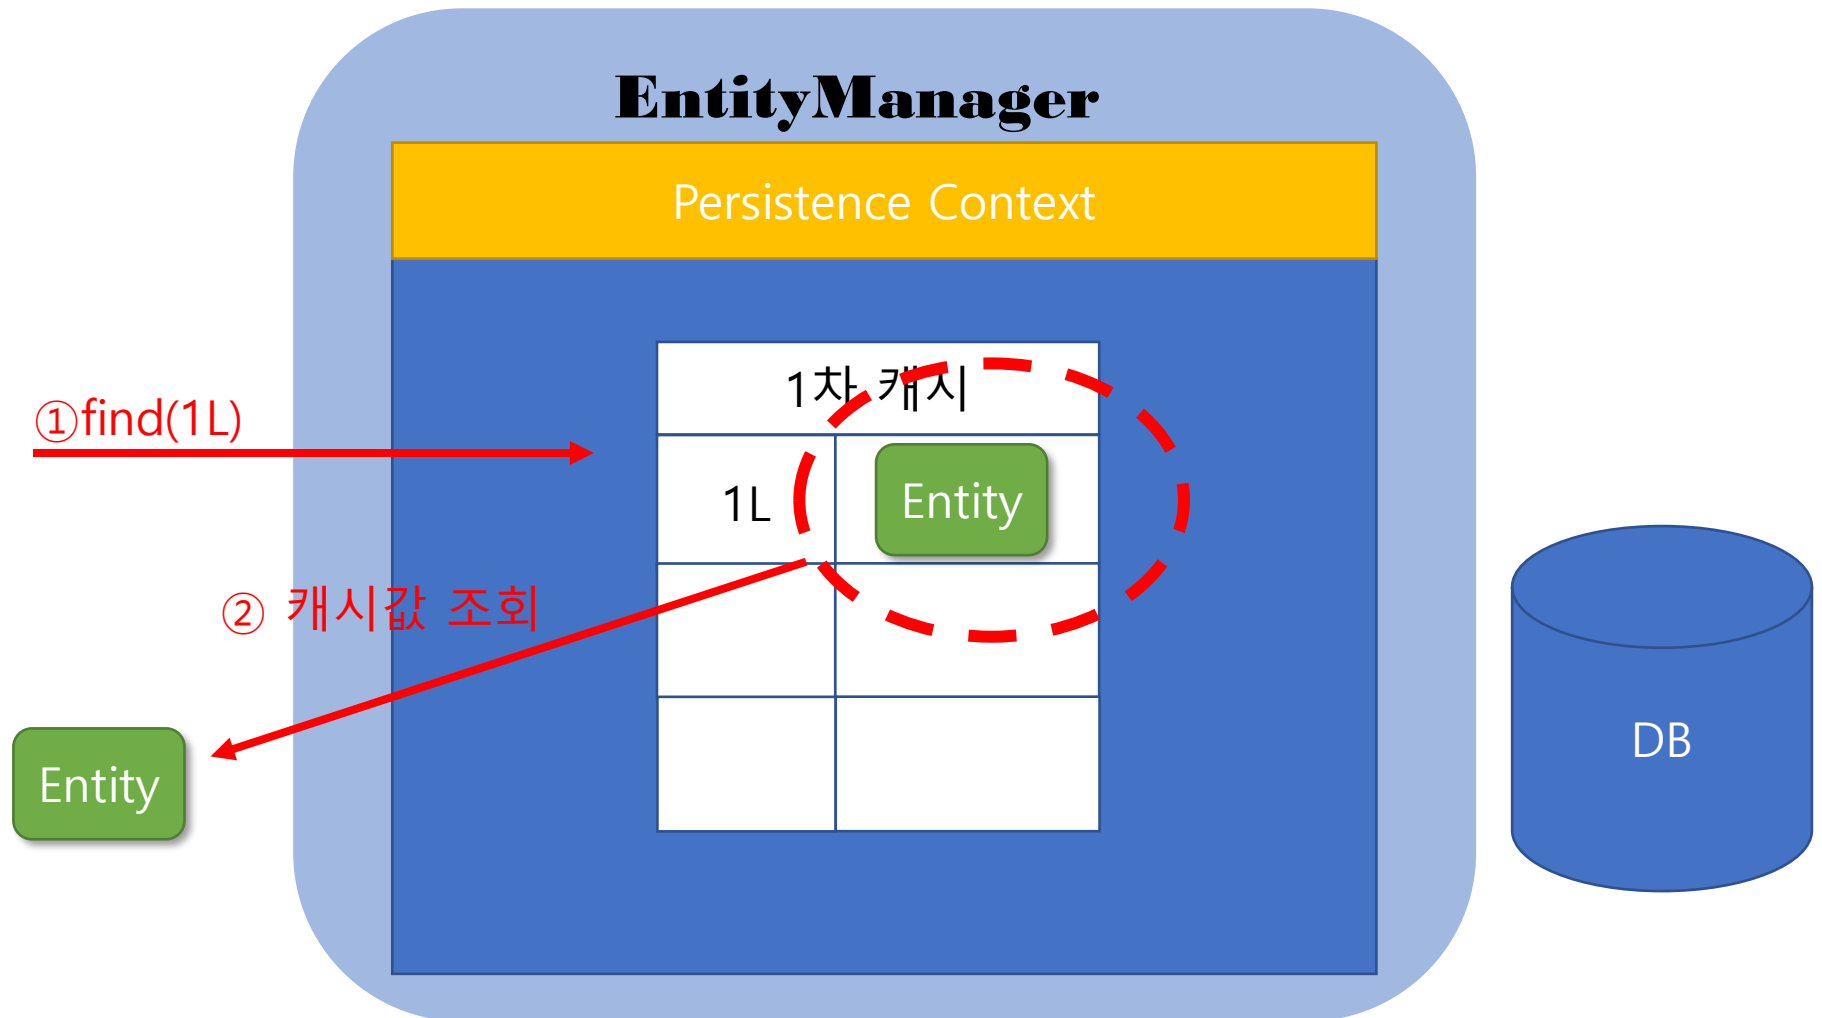 EntityManager
Persistence Context
1차 캐시
①find(1L)
1L
Entity
② 캐시값 조회
Entity
DB